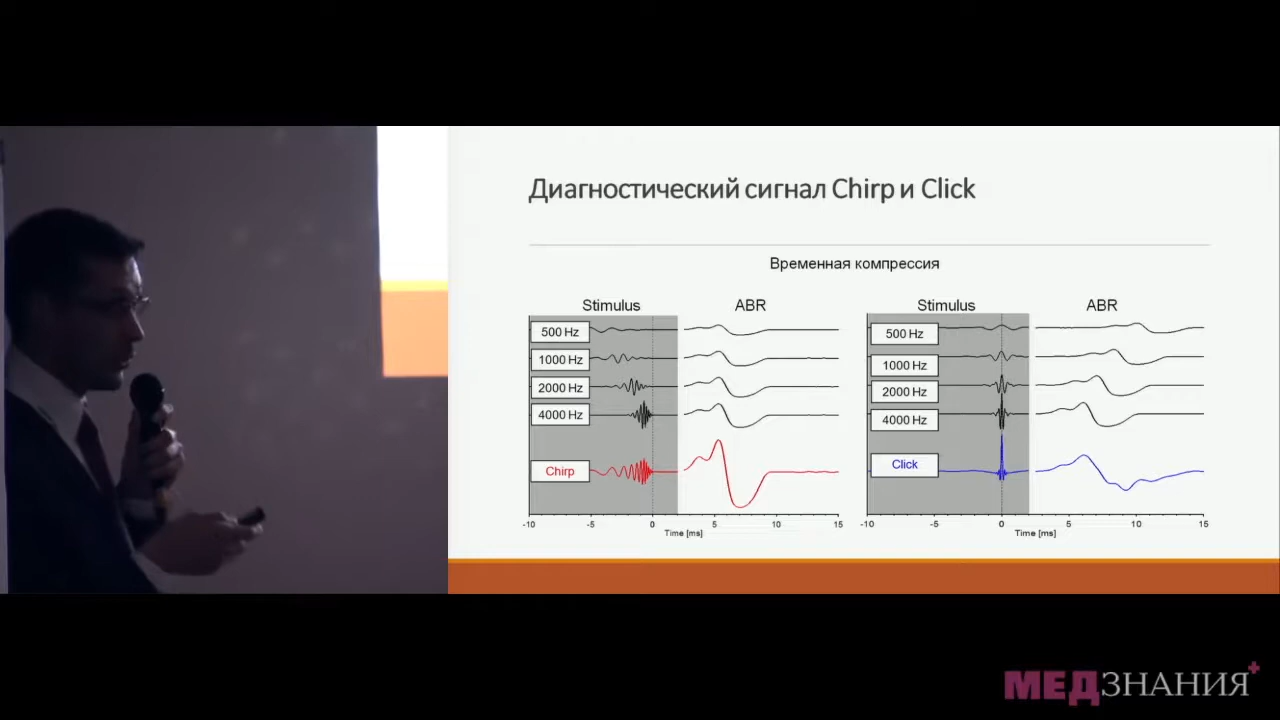 Диагностический сигнал Chirp и Click
Временная компрессия
Stimulus ABR
500 Hz
1000 Hz
2000 Hz
4000 Hz
Chirp
-10 -5 0 5 10 15
Time [ms]
Stimulus ABR
500 Hz
1000 Hz
2000 Hz
4000 Hz
Click
-10 -5 0 5 10 15
Time [ms]
МЕДЗНАНИЯ+